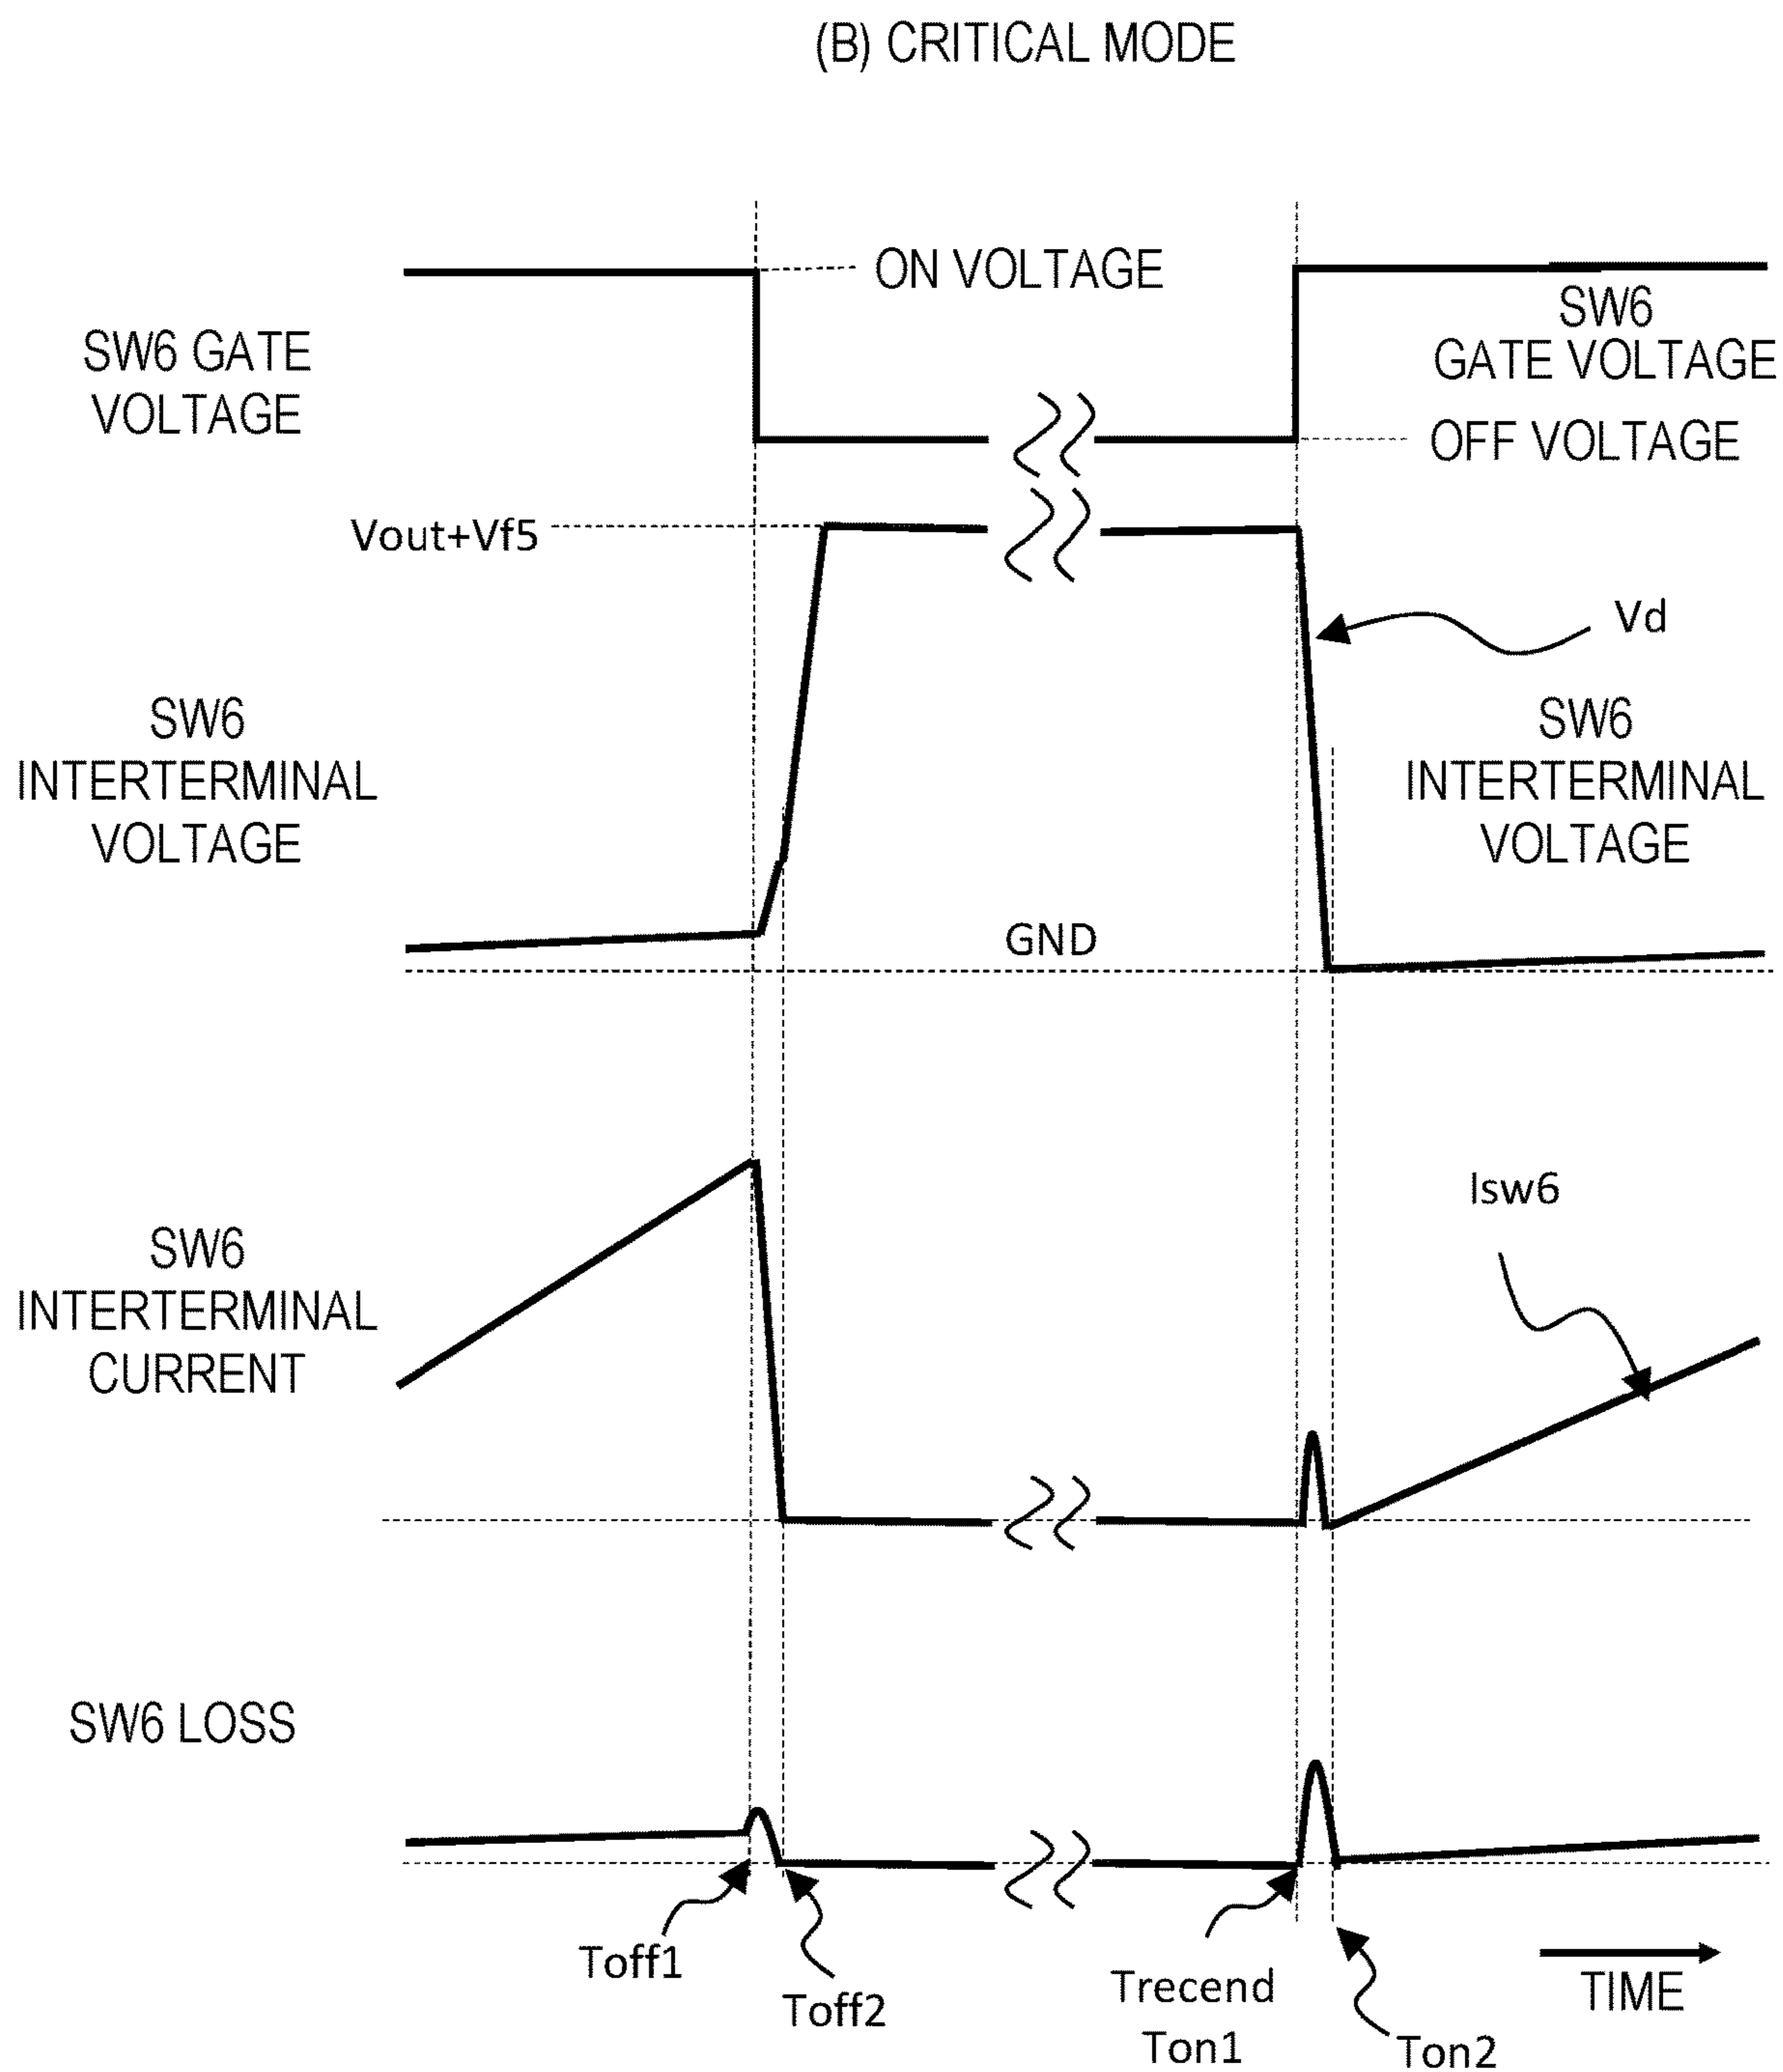 (B) CRITICAL MODE
ON VOLTAGE
SW6 GATE
VOLTAGE
SW6
GATE VOLTAGE
OFF VOLTAGE
Vout+Vf5
Vd
SW6
INTERTERMINAL
VOLTAGE
SW6
INTERTERMINAL
VOLTAGE
GND
Isw6
SW6
INTERTERMINAL
CURRENT
SW6 LOSS
Toff1
Toff2
Trecend
Ton1
Ton2
TIME